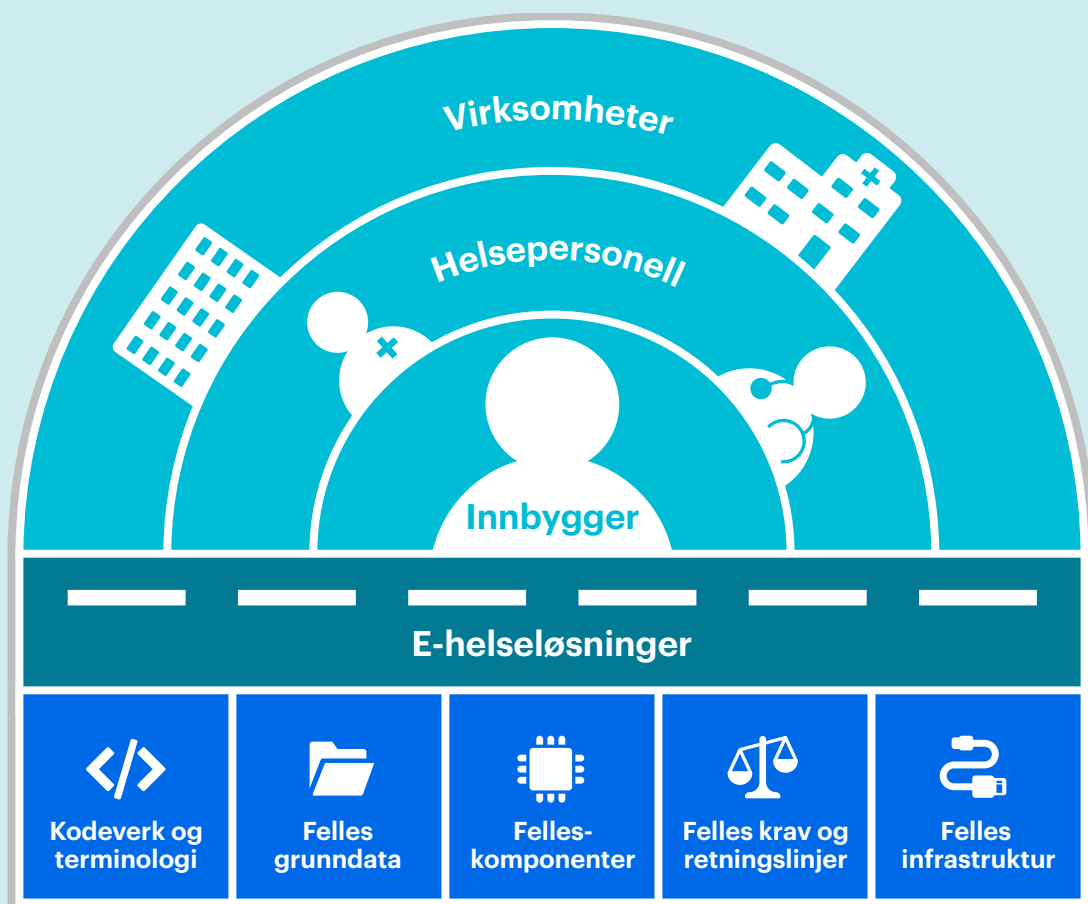 Virksomheter
Helsepersonell
Innbygger
E-helseløsninger
Kodeverk og
terminologi
Felles
grunndata
Felles-
komponenter
Felles krav og
retningslinjer
Felles
infrastruktur